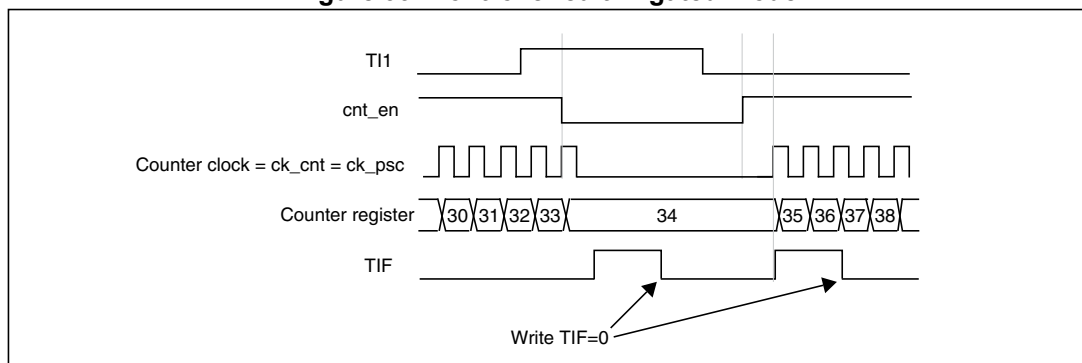 TI1
cnt_en
Counter clock = ck_cnt = ck_psc
Counter register 30 31 32 33 34 35 36 37 38
TIF
Write TIF=0